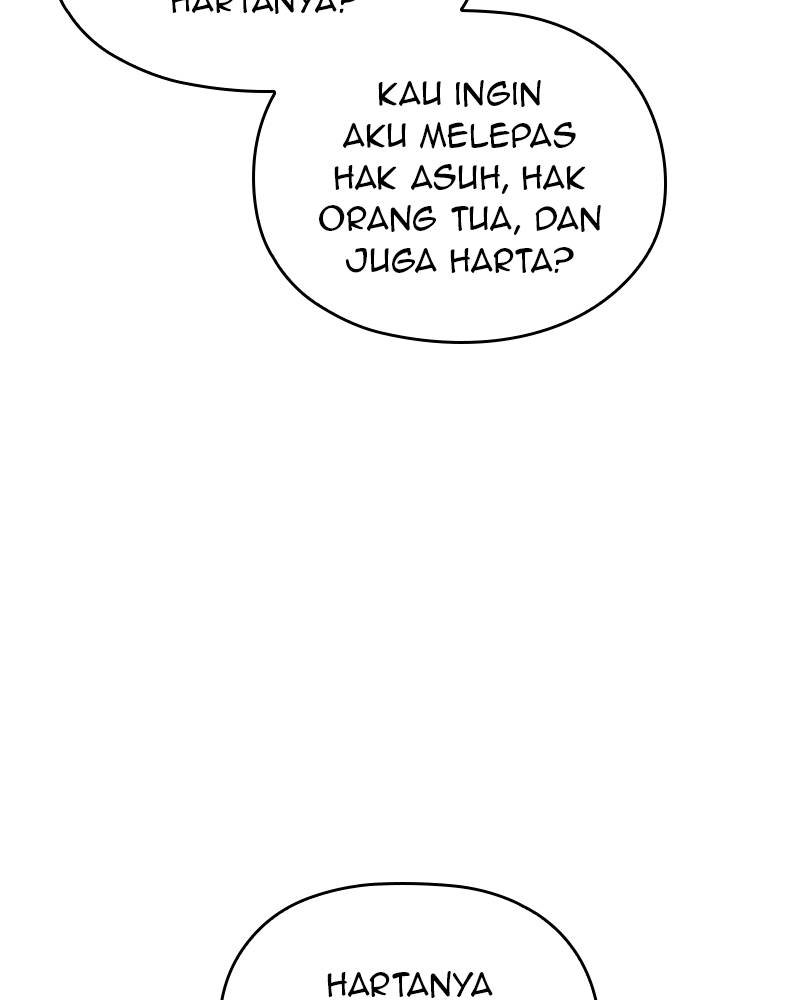 HARTANYA?
KAU INGIN
AKU MELEPAS
HAK ASUH, HAK
ORANG TUA, DAN
JUGA HARTA?
HARTANYA